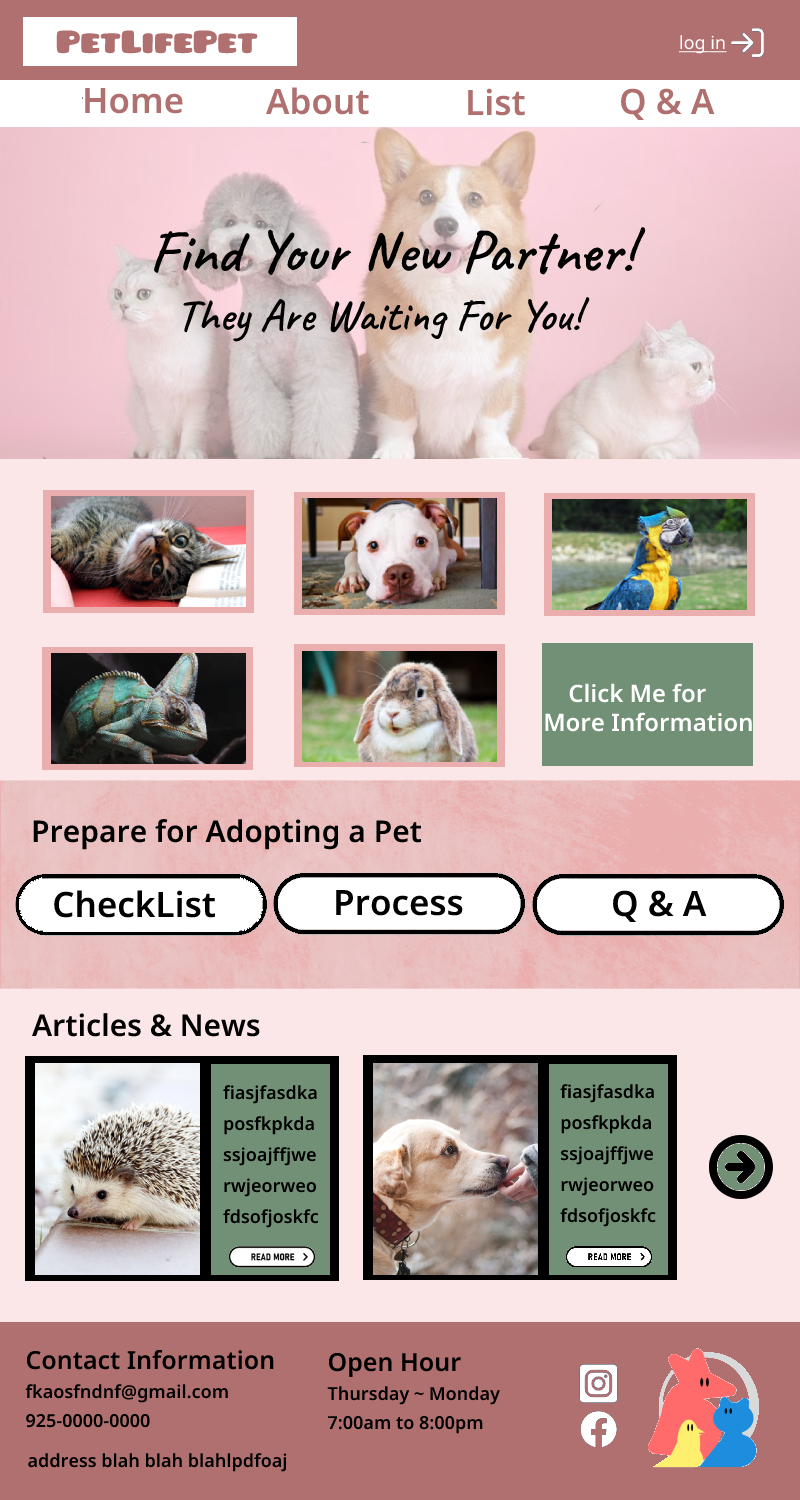 PetLifePet
log in
Home About List Q & A
Find Your New Partner!
They Are Waiting For You!
Click Me for
More Information
Prepare for Adopting a Pet
CheckList
Process
Q & A
Articles & News
fiasjfasdka
posfkpkda
ssjoajffjwe
rwjeorweo
fdsofjoskfc
READ MORE
fiasjfasdka
posfkpkda
ssjoajffjwe
rwjeorweo
fdsofjoskfc
READ MORE
Contact Information
fkaosfndnf@gmail.com
925-0000-0000
address blah blah blahlpdfoaj
Open Hour
Thursday ~ Monday
7:00am to 8:00pm